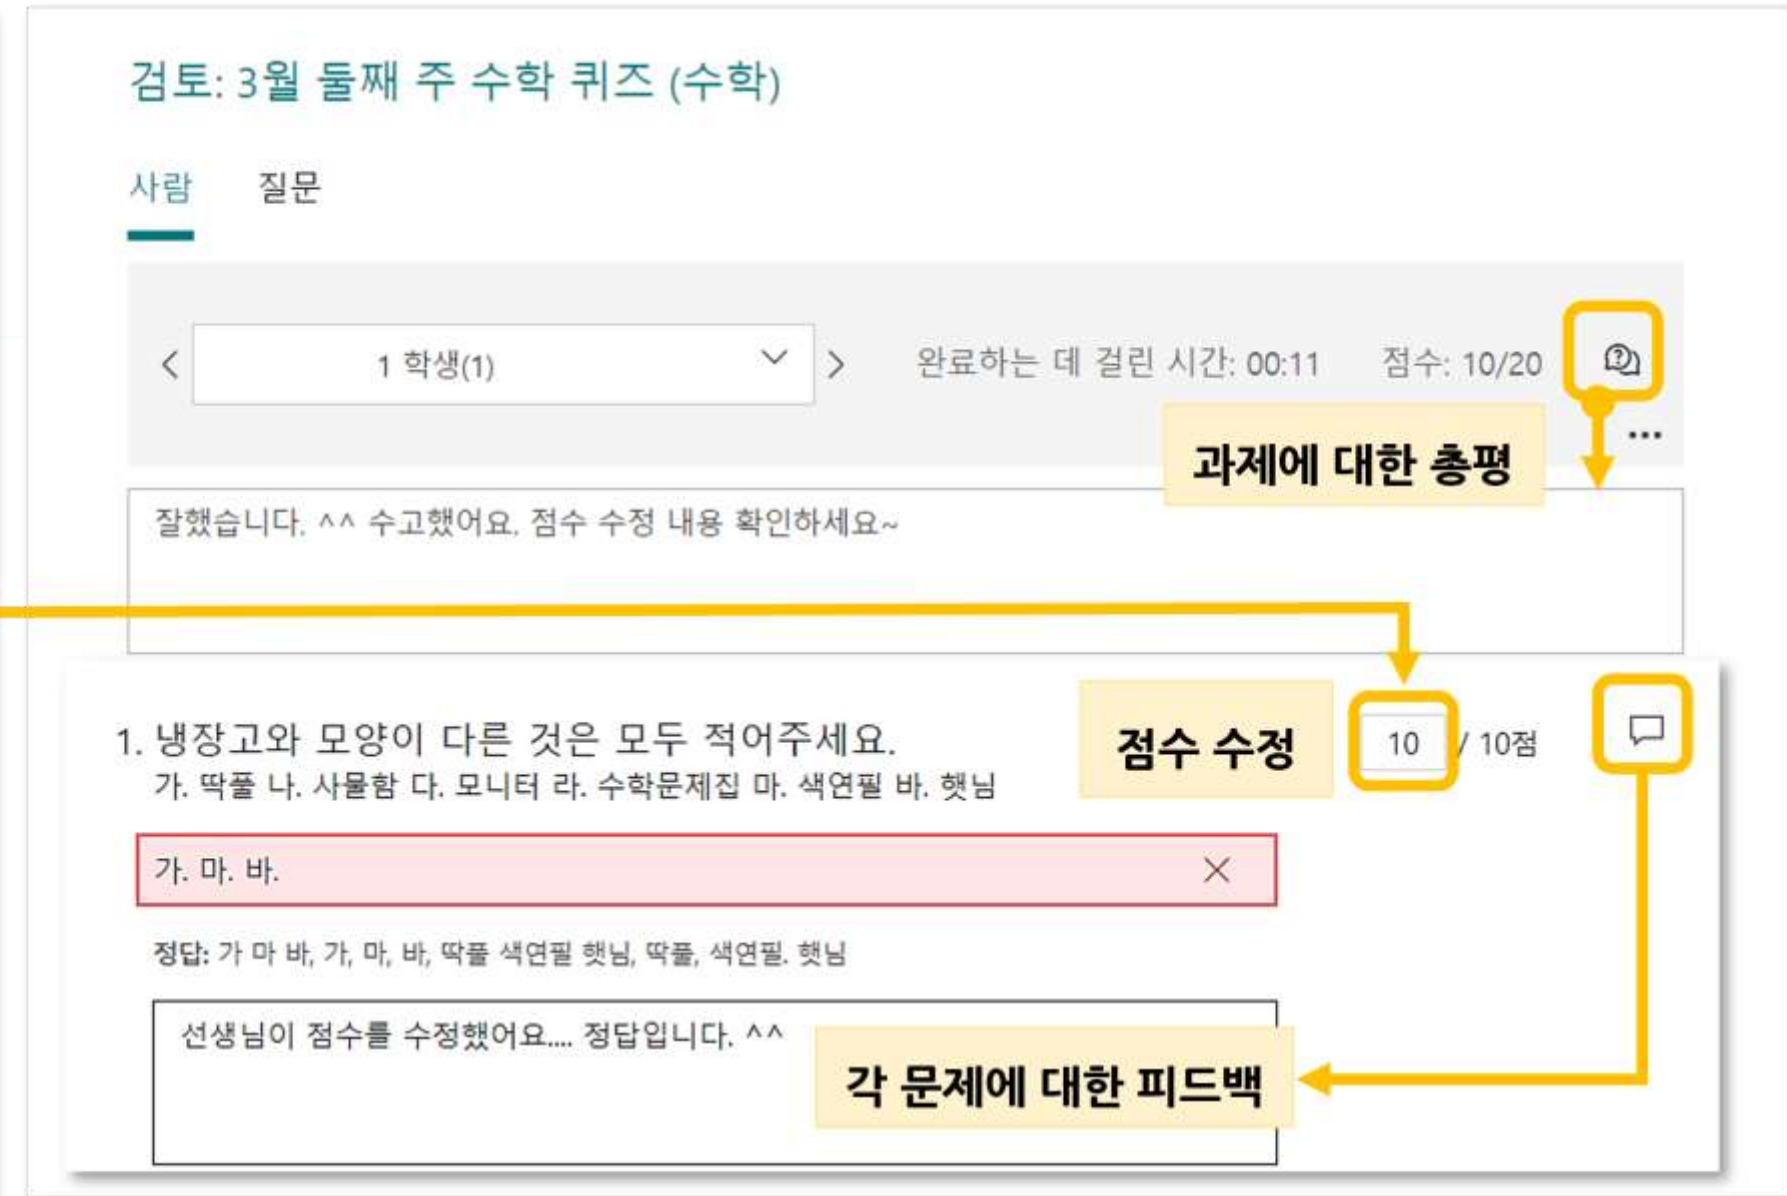 검토: 3월 둘째 주 수학 퀴즈 (수학)
사람 질문
1 학생(1) 완료하는 데 걸린 시간: 00:11 점수: 10/20
과제에 대한 총평
잘했습니다. ^^ 수고했어요. 점수 수정 내용 확인하세요~
1. 냉장고와 모양이 다른 것은 모두 적어주세요.
점수 수정 10 / 10점
가. 딱풀 나. 사물함 다. 모니터 라. 수학문제집 마. 색연필 바. 햇님
가. 마. 바.
정답: 가 마 바, 가, 마, 바, 딱풀 색연필 햇님, 딱풀, 색연필. 햇님
선생님이 점수를 수정했어요.... 정답입니다. ^^
각 문제에 대한 피드백